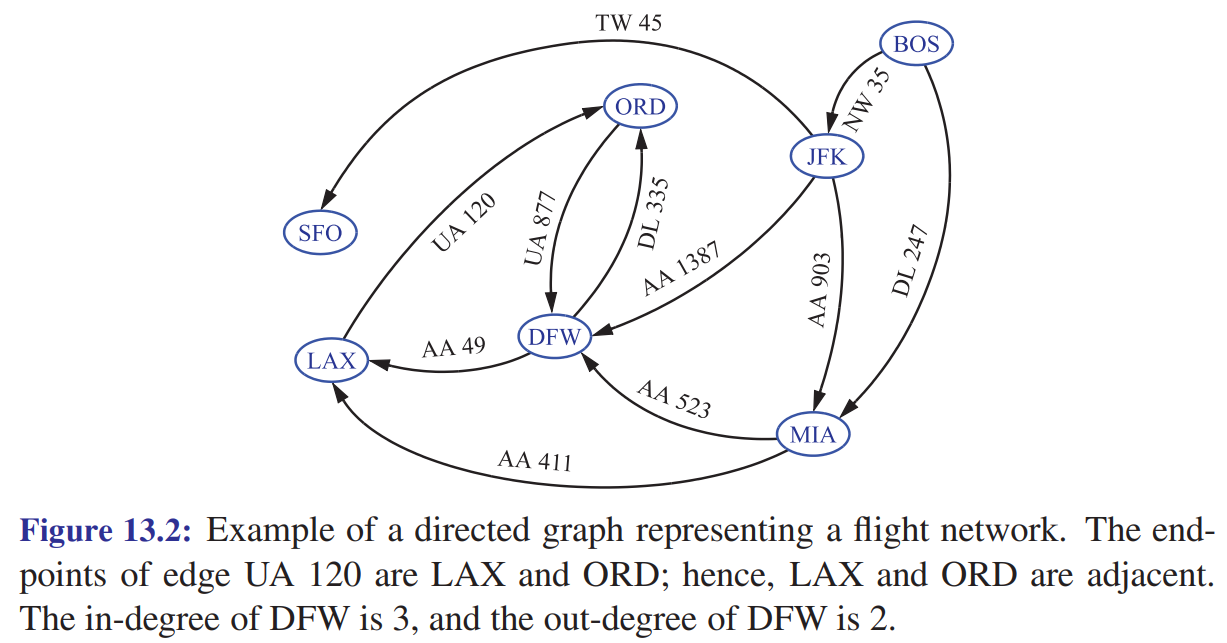 TW 45
BOS
NW 35
ORD
JFK
UA 120
UA 877
DL 335
SFO
AA 1387
AA 903
DL 247
DFW
LAX
AA 49
AA 523
MIA
AA 411
Figure 13.2: Example of a directed graph representing a flight network. The end-
points of edge UA 120 are LAX and ORD; hence, LAX and ORD are adjacent.
The in-degree of DFW is 3, and the out-degree of DFW is 2.